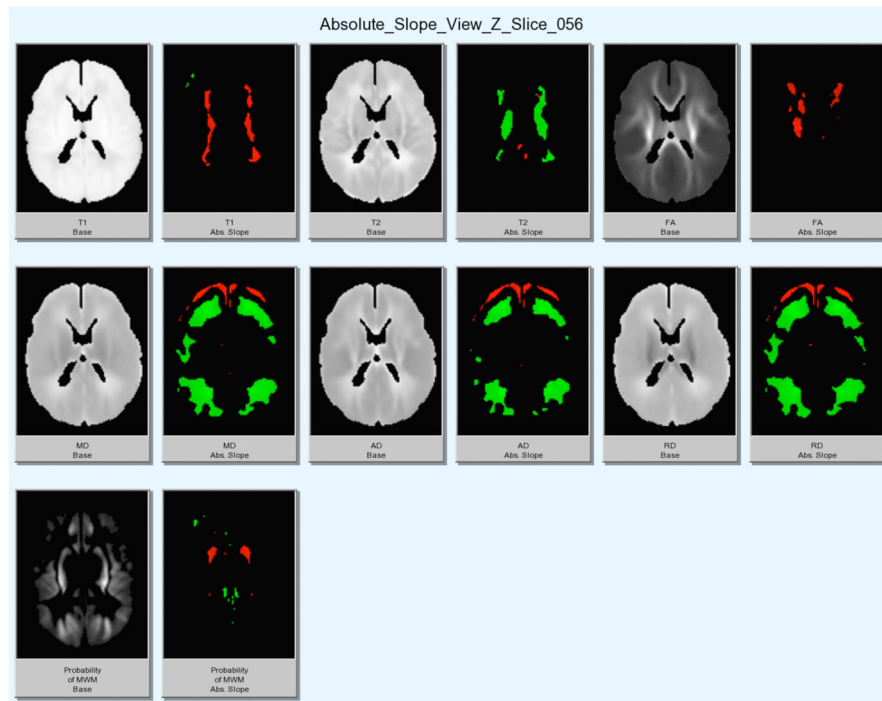 Absolute_Slope_View_Z_Slice_056
T1
Base
T1
Abs. Slope
T2
Base
T2
Abs. Slope
FA
Base
FA
Abs. Slope
MD
Base
MD
Abs. Slope
AD
Base
AD
Abs. Slope
RD
Base
RD
Abs. Slope
Probability
of MWM
Base
Probability
of MWM
Abs. Slope